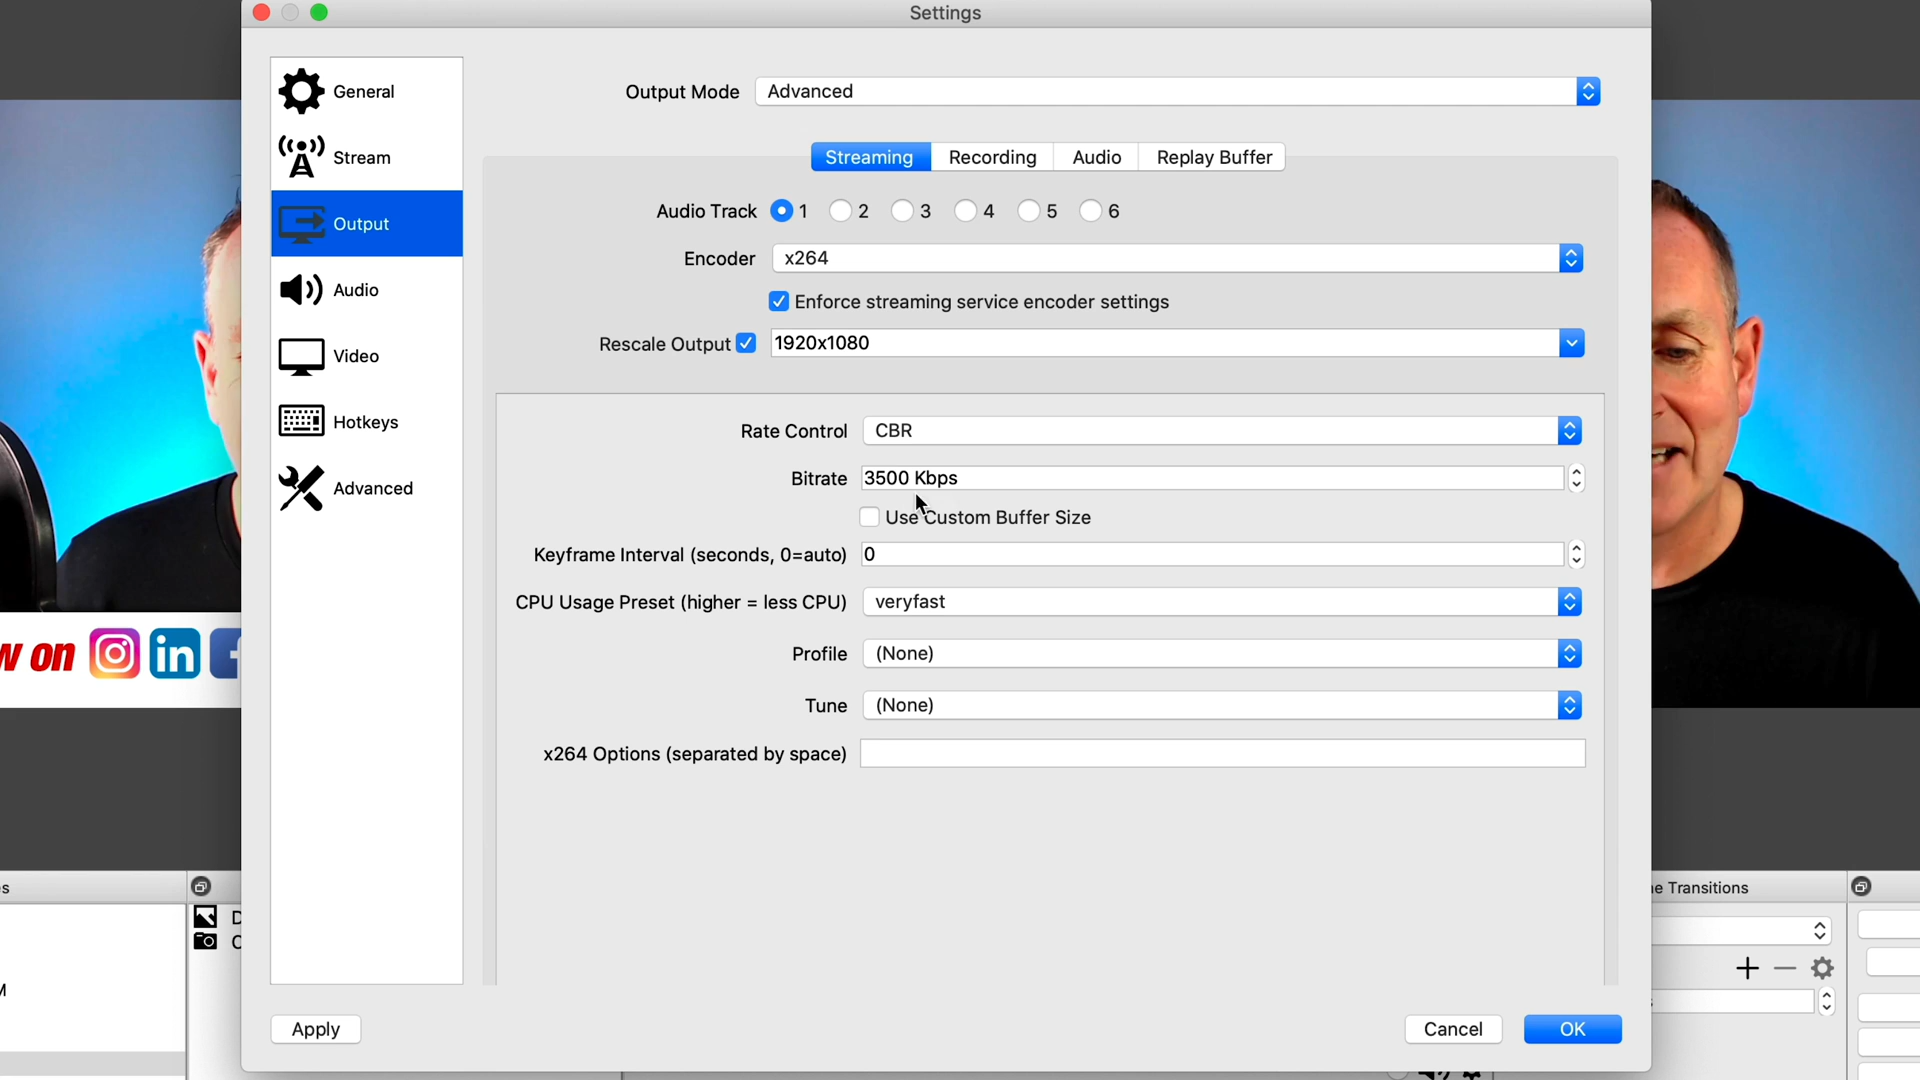 Settings
General
Stream
Output
Audio
Video
Hotkeys
Advanced
Output Mode Advanced
Streaming Recording Audio Replay Buffer
Audio Track 1 2 3 4 5 6
Encoder x264
Enforce streaming service encoder settings
Rescale Output 1920x1080
Rate Control CBR
Bitrate 3500 Kbps
Use Custom Buffer Size
Keyframe Interval (seconds, 0=auto) 0
CPU Usage Preset (higher = less CPU) veryfast
Profile (None)
Tune (None)
x264 Options (separated by space)
on
in
Transitions
Apply Cancel OK